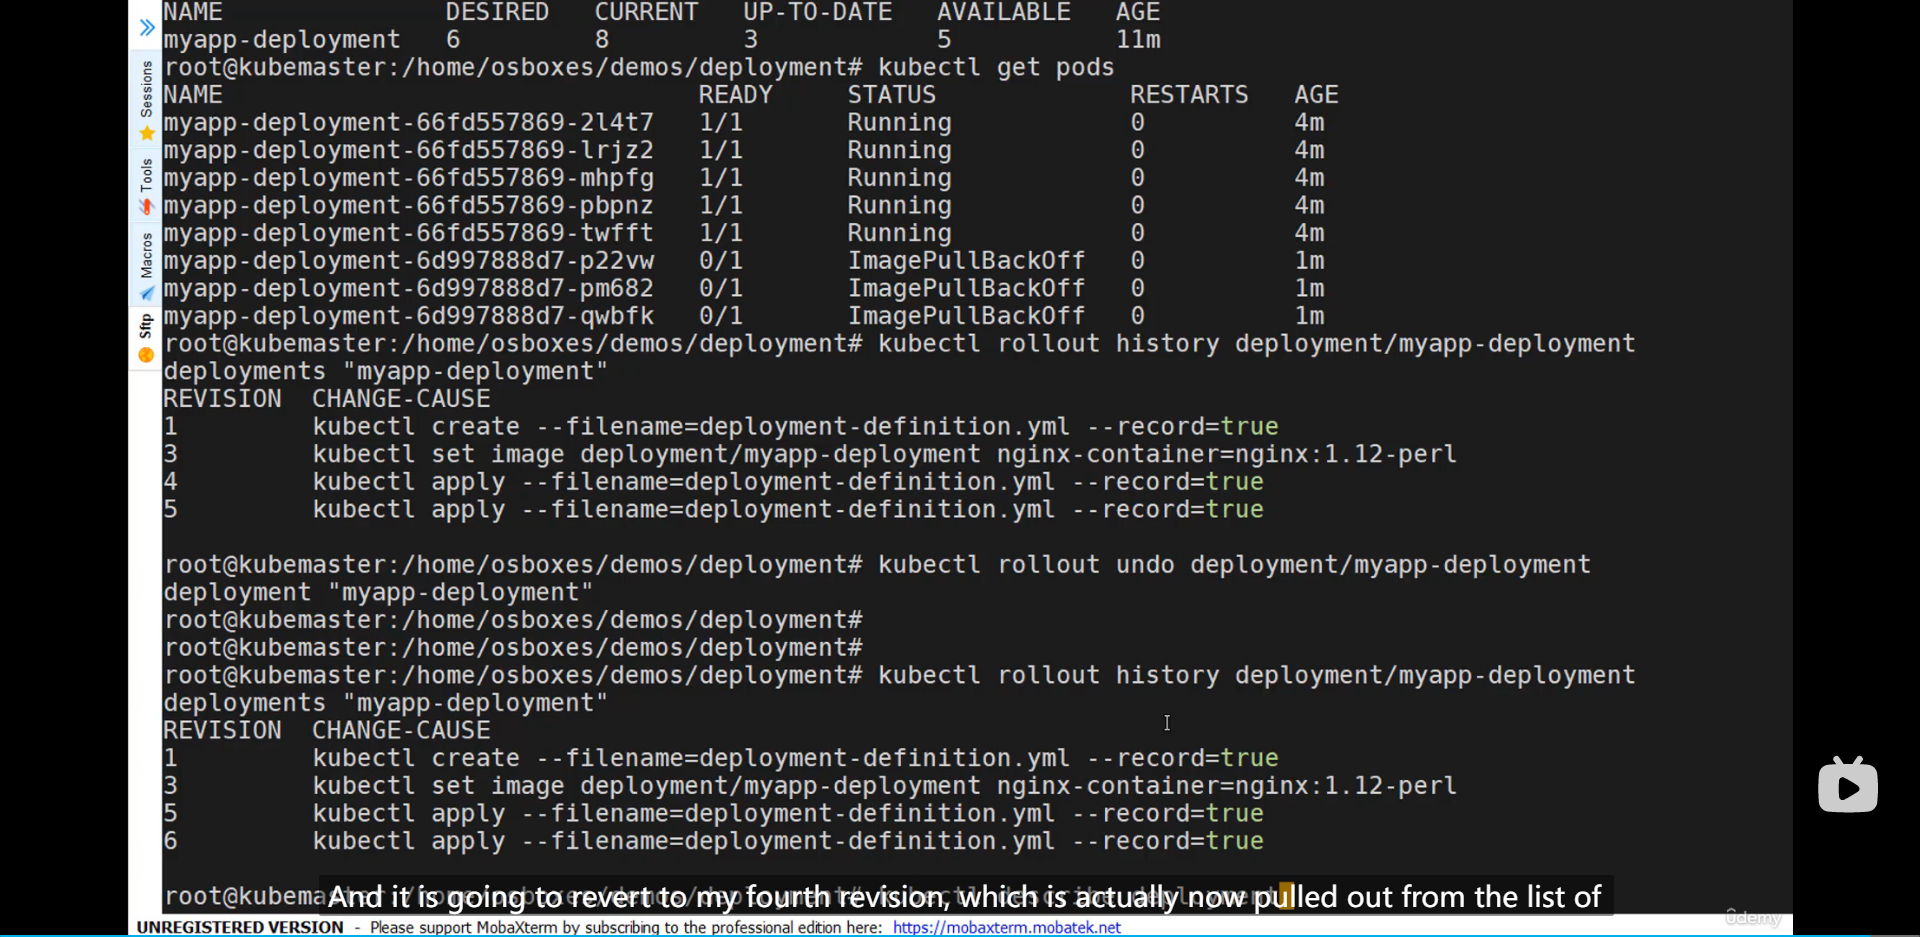 NAME DESIRED CURRENT UP-TO-DATE AVAILABLE AGE
myapp-deployment 6 8 3 5 11m
root@kubemaster:/home/osboxes/demos/deployment# kubectl get pods
NAME READY STATUS RESTARTS AGE
myapp-deployment-66fd557869-2l4t7 1/1 Running 0 4m
myapp-deployment-66fd557869-lrjz2 1/1 Running 0 4m
myapp-deployment-66fd557869-mhpfg 1/1 Running 0 4m
myapp-deployment-66fd557869-pbpnz 1/1 Running 0 4m
myapp-deployment-66fd557869-twfft 1/1 Running 0 4m
myapp-deployment-6d997888d7-p22vw 0/1 ImagePullBackOff 0 1m
myapp-deployment-6d997888d7-pm682 0/1 ImagePullBackOff 0 1m
myapp-deployment-6d997888d7-qwbfk 0/1 ImagePullBackOff 0 1m
root@kubemaster:/home/osboxes/demos/deployment# kubectl rollout history deployment/myapp-deployment
deployments "myapp-deployment"
REVISION CHANGE-CAUSE
1 kubectl create --filename=deployment-definition.yml --record=true
3 kubectl set image deployment/myapp-deployment nginx-container=nginx:1.12-perl
4 kubectl apply --filename=deployment-definition.yml --record=true
5 kubectl apply --filename=deployment-definition.yml --record=true
root@kubemaster:/home/osboxes/demos/deployment# kubectl rollout undo deployment/myapp-deployment
deployment "myapp-deployment"
root@kubemaster:/home/osboxes/demos/deployment#
root@kubemaster:/home/osboxes/demos/deployment#
root@kubemaster:/home/osboxes/demos/deployment# kubectl rollout history deployment/myapp-deployment
deployments "myapp-deployment"
REVISION CHANGE-CAUSE
1 kubectl create --filename=deployment-definition.yml --record=true
3 kubectl set image deployment/myapp-deployment nginx-container=nginx:1.12-perl
5 kubectl apply --filename=deployment-definition.yml --record=true
6 kubectl apply --filename=deployment-definition.yml --record=true
root@kubemaster:/home/osboxes/demos/deployment# kubectl describe deployment
And it is going to revert to my fourth revision, which is actually now pulled out from the list of
UNREGISTERED VERSION - Please support MobaXterm by subscribing to the professional edition here: https://mobaxterm.mobatek.net
Sessions
Tools
Macros
Sftp
ûdemy